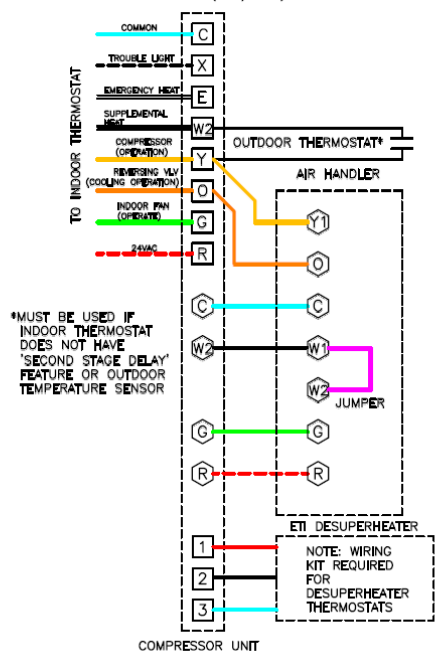 COMMON
C
TROUBLE LIGHT
X
EMERGENCY HEAT
E
SUPPLEMENTAL
HEAT
W2
OUTDOOR THERMOSTAT*
COMPRESSOR
(OPERATION)
Y
AIR HANDLER
REVERSING VLV
(COOLING OPERATION)
O
INDOOR FAN
(OPERATE)
G
24VAC
R
TO INDOOR THERMOSTAT
Y1
O
C
C
*MUST BE USED IF
INDOOR THERMOSTAT
DOES NOT HAVE
'SECOND STAGE DELAY'
FEATURE OR OUTDOOR
TEMPERATURE SENSOR
W2
W1
W2
JUMPER
G
G
R
R
ETI DESUPERHEATER
1
2
3
NOTE: WIRING
KIT REQUIRED
FOR
DESUPERHEATER
THERMOSTATS
COMPRESSOR UNIT